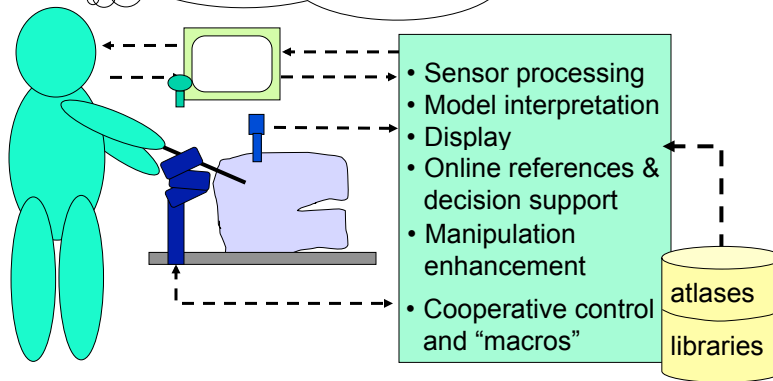 • Sensor processing
• Model interpretation
• Display
• Online references &
decision support
• Manipulation
enhancement
• Cooperative control
and “macros”
atlases
libraries